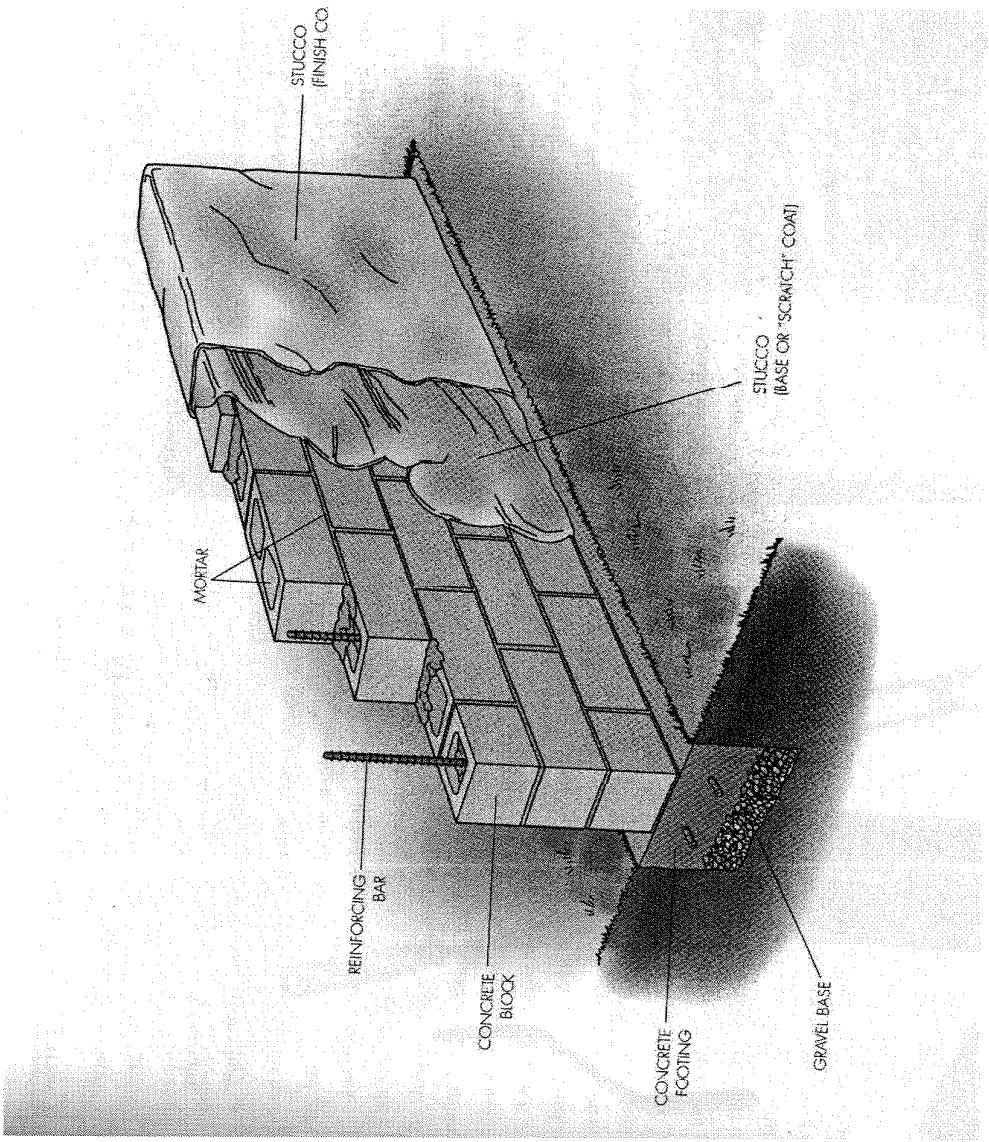 STUCCO
(FINISH CO
MORTAR
REINFORCING
BAR
CONCRETE
BLOCK
STUCCO
(BASE OR "SCRATCH" COAT)
CONCRETE
FOOTING
GRAVEL BASE